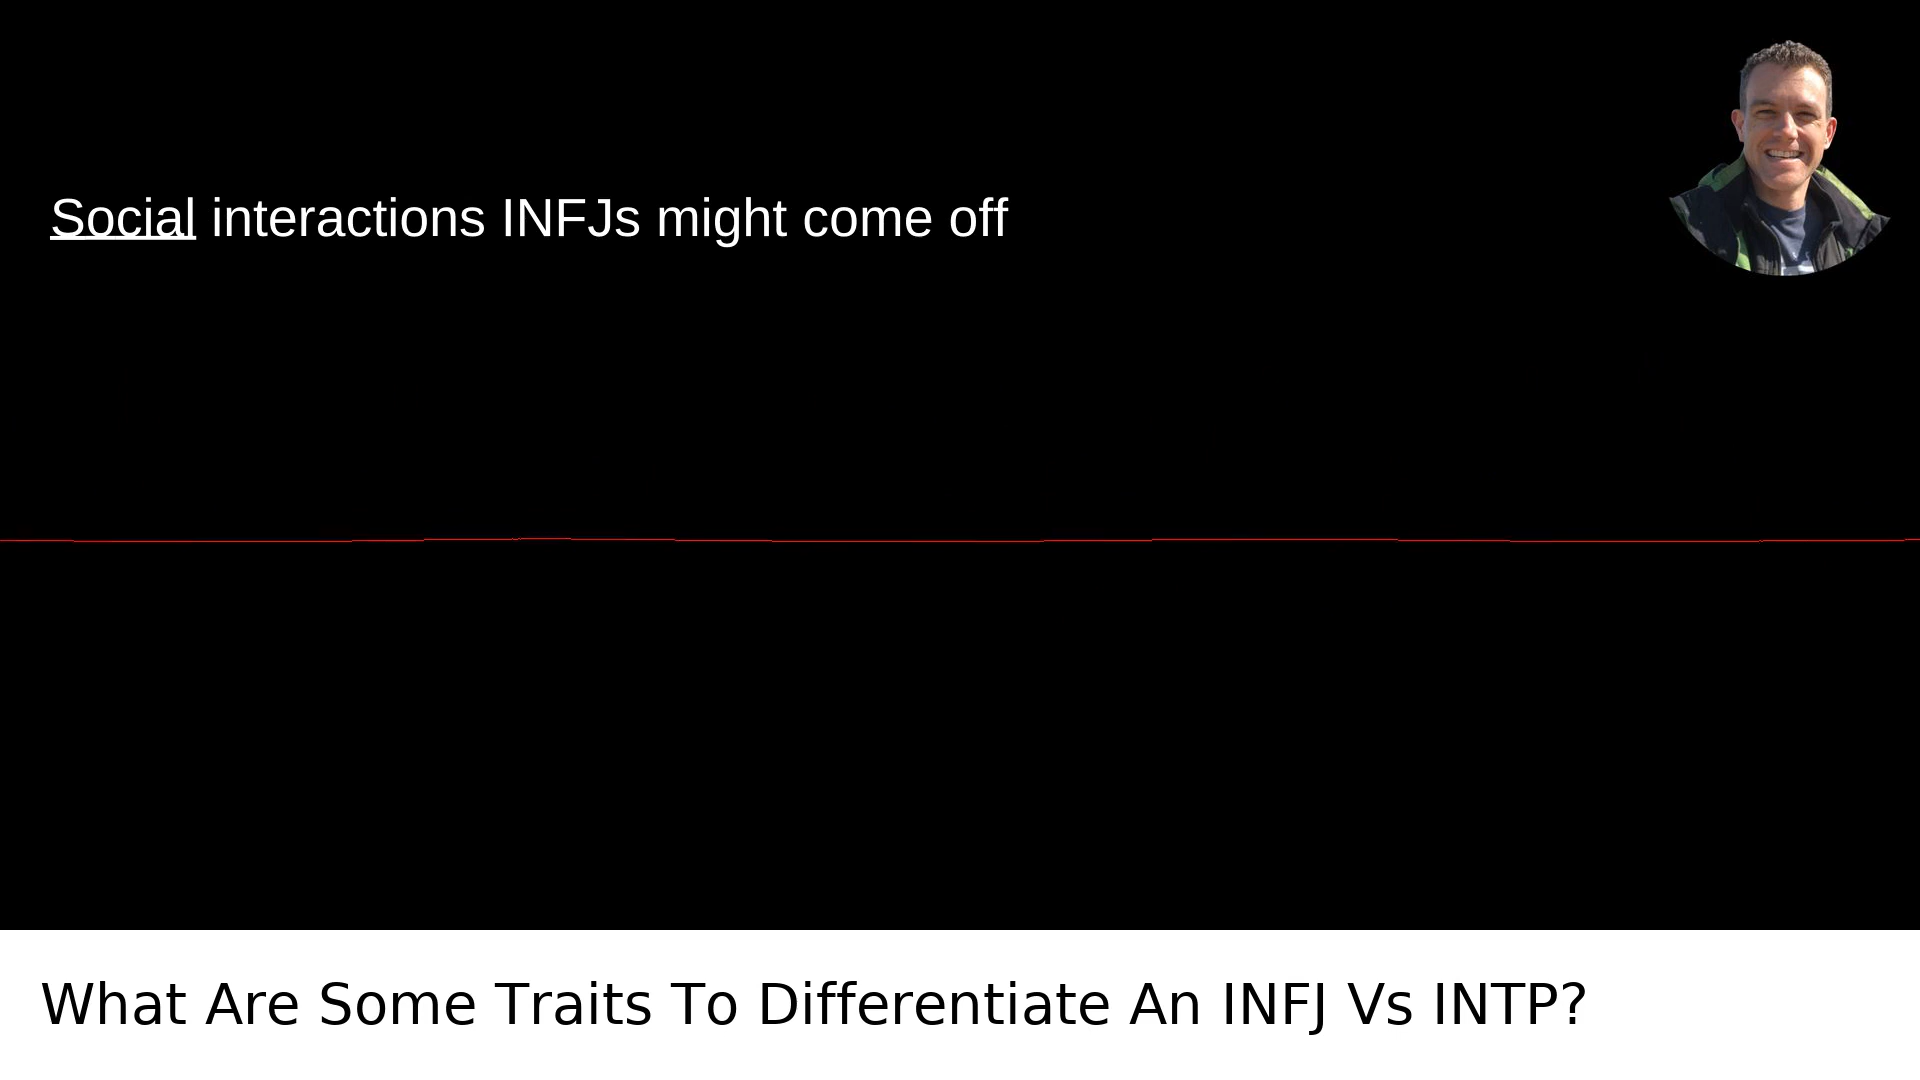 Social interactions INFJs might come off
What Are Some Traits To Differentiate An INFJ Vs INTP?